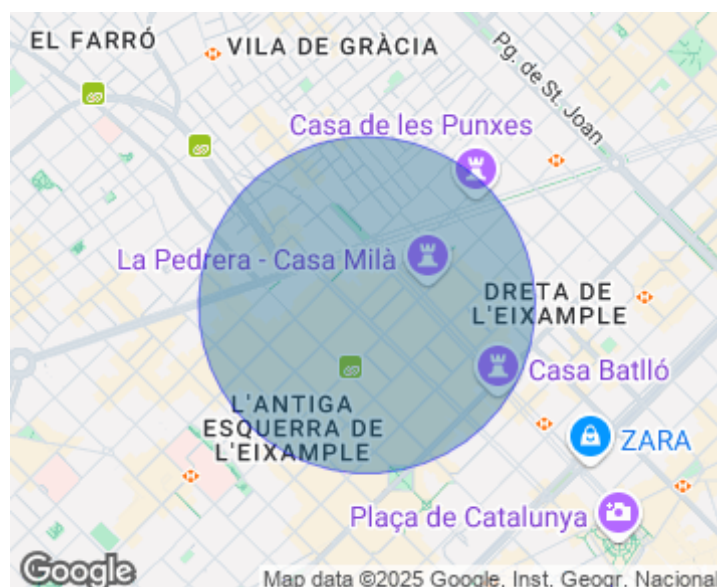 EL FARRÓ
VILA DE GRÀCIA
Pg. de St. Joan
Casa de les Punxes
La Pedrera - Casa Milà
DRETA DE
L'EIXAMPLE
Casa Batlló
L'ANTIGA
ESQUERRA DE
L'EIXAMPLE
ZARA
Plaça de Catalunya
Google
Map data ©2025 Google, Inst. Geogr. Nacional